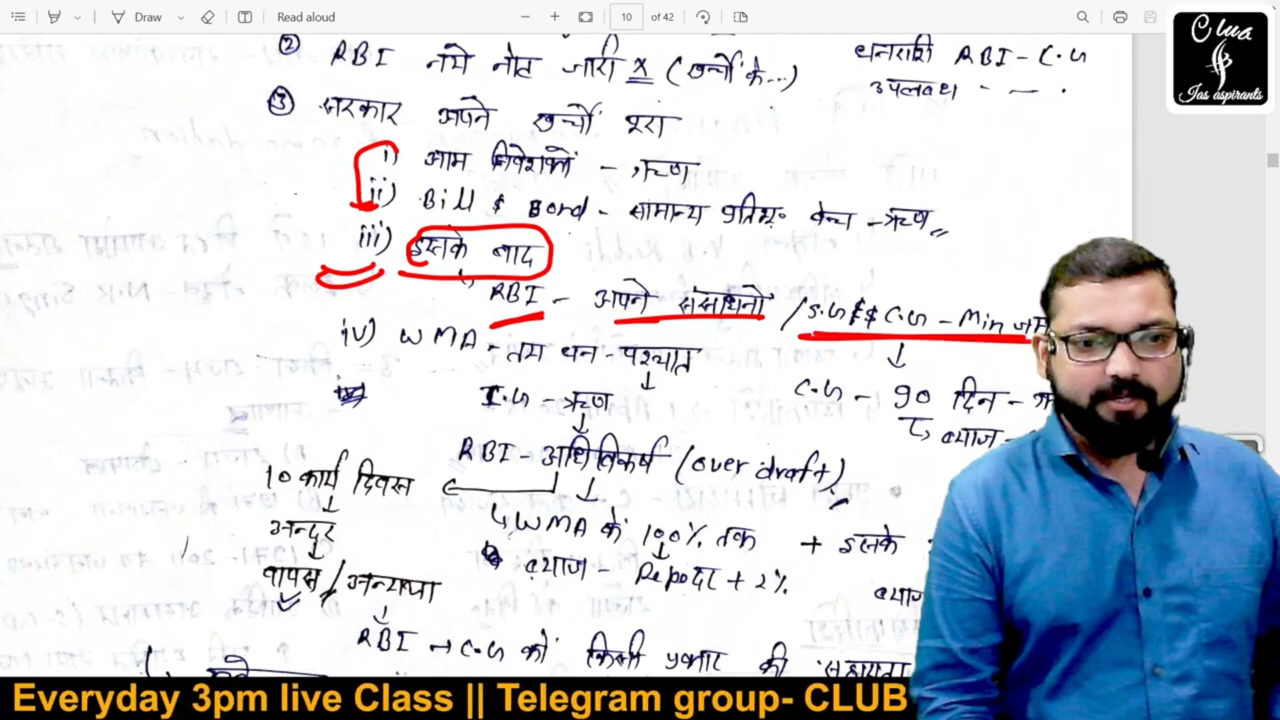 Draw
Read aloud
10 of 42
Clua
Ias aspirants
② RBI नये नोट जारी X (खर्चों के...)
धनराशि RBI - C.G
उपलब्ध - - .
③ सरकार अपने खर्चों
i) आम निवेशकों - ऋण
ii) Bill & Bond - सामान्य - ऋण
iii) इसके बाद
RBI - अपने संसाधनो / S.G && C.G - Min जमा
iv) WMA - तय धन - पश्चात
C.G - ऋण
C.G - 90 दिन -
ब्याज -
RBI - अधिविकर्ष (over draft)
10 कार्य दिवस
अन्दर
वापस / अन्यथा
WMA के 100% तक + इसके
ब्याज - Repo दर + 2%
ब्याज
RBI → C.G को किसी प्रकार की सहायता
Everyday 3pm live Class || Telegram group- CLUB